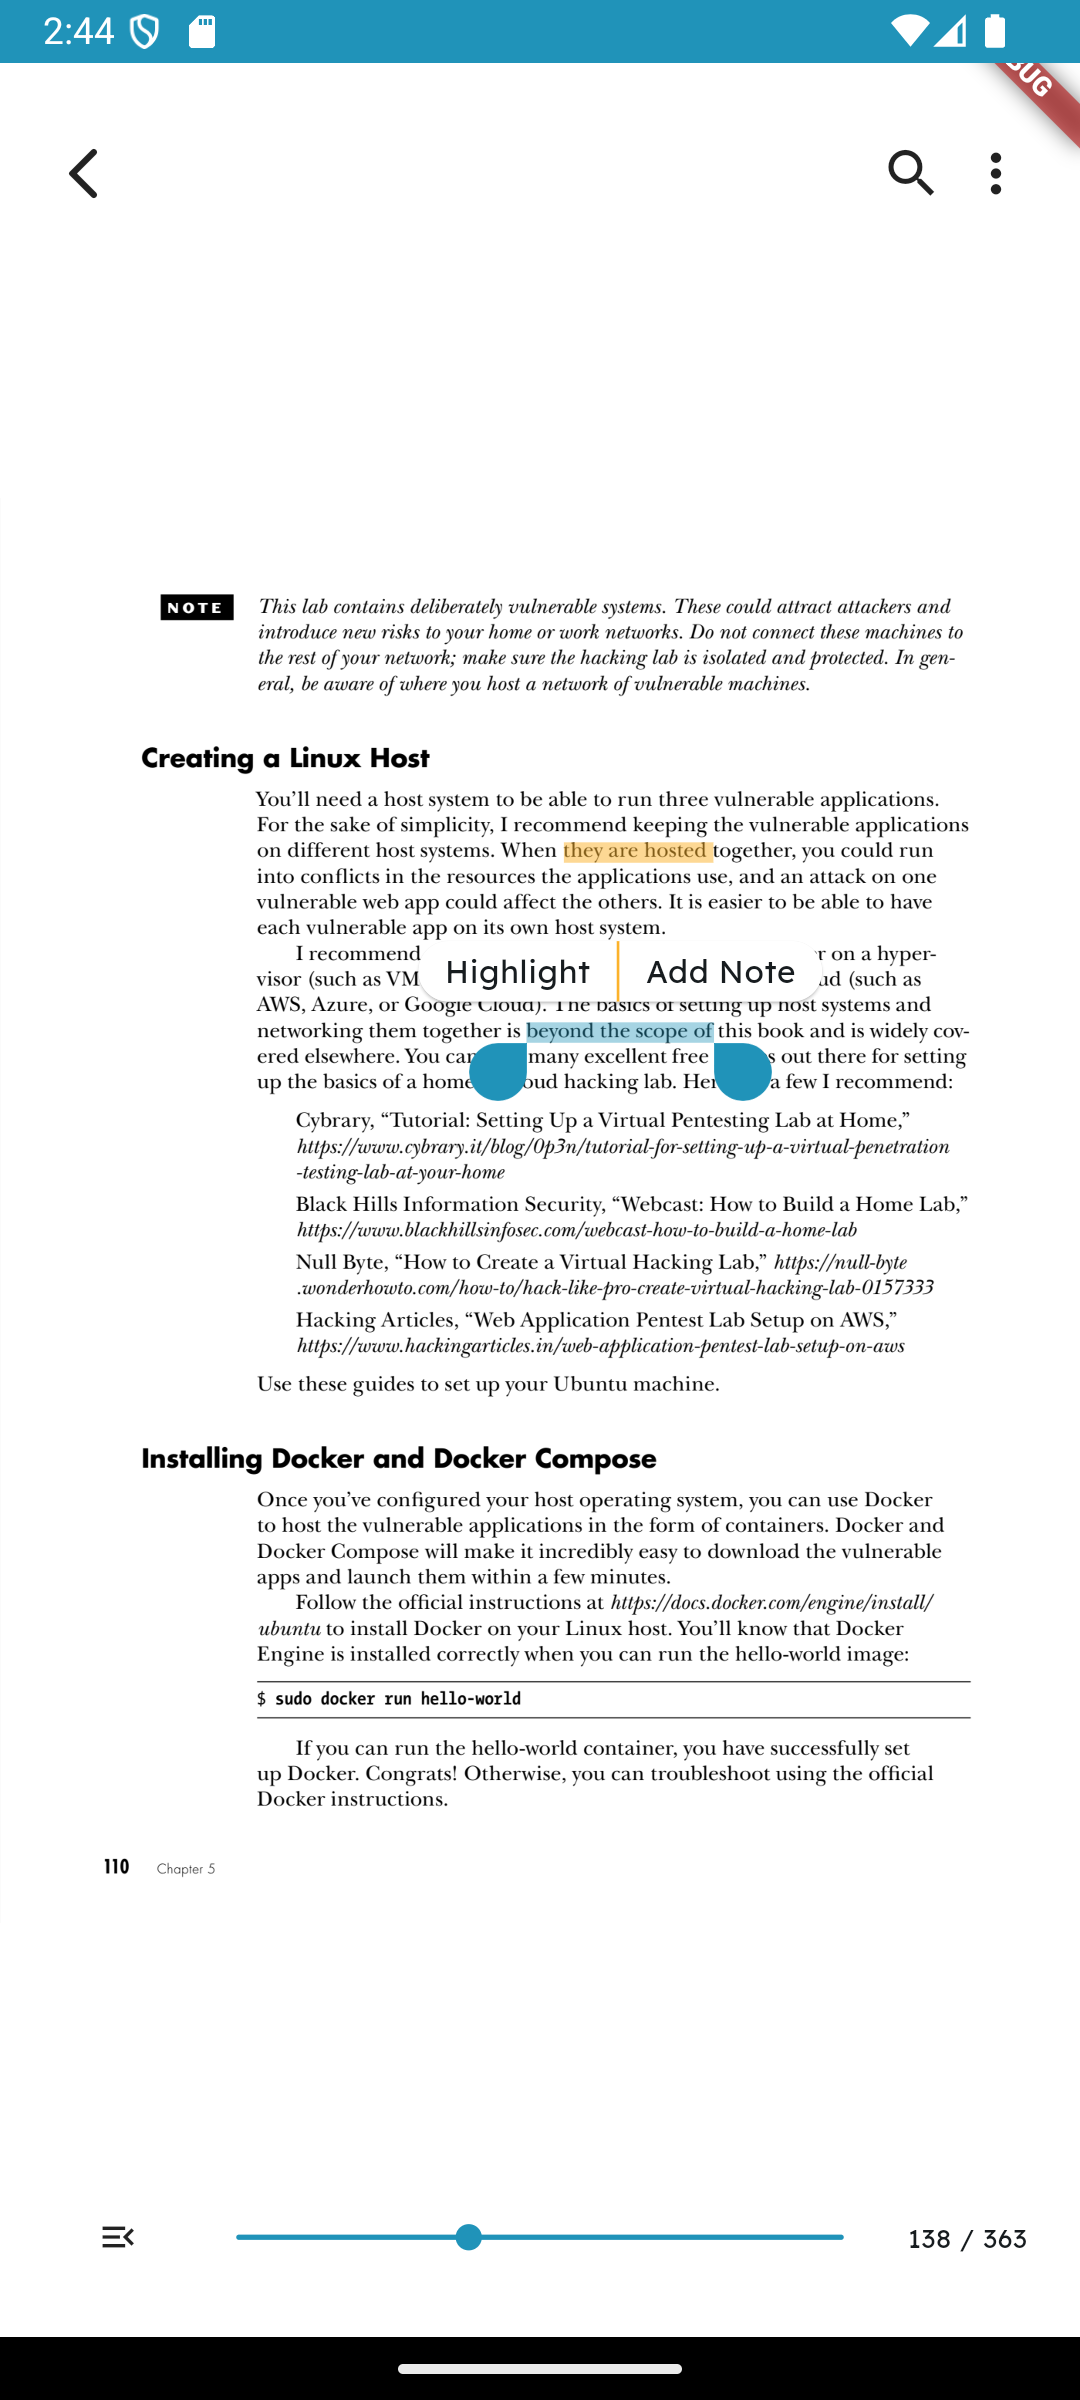 2:44
BUG
NOTE
This lab contains deliberately vulnerable systems. These could attract attackers and
introduce new risks to your home or work networks. Do not connect these machines to
the rest of your network; make sure the hacking lab is isolated and protected. In gen-
eral, be aware of where you host a network of vulnerable machines.
Creating a Linux Host
You’ll need a host system to be able to run three vulnerable applications.
For the sake of simplicity, I recommend keeping the vulnerable applications
on different host systems. When they are hosted together, you could run
into conflicts in the resources the applications use, and an attack on one
vulnerable web app could affect the others. It is easier to be able to have
each vulnerable app on its own host system.
I recommend on a hyper-
Highlight
Add Note
visor (such as VM (such as
AWS, Azure, or Google Cloud). The basics of setting up host systems and
networking them together is beyond the scope of this book and is widely cov-
ered elsewhere. You can many excellent free out there for setting
up the basics of a home hacking lab. a few I recommend:
Cybrary, “Tutorial: Setting Up a Virtual Pentesting Lab at Home,”
https://www.cybrary.it/blog/0p3n/tutorial-for-setting-up-a-virtual-penetration
-testing-lab-at-your-home
Black Hills Information Security, “Webcast: How to Build a Home Lab,”
https://www.blackhillsinfosec.com/webcast-how-to-build-a-home-lab
Null Byte, “How to Create a Virtual Hacking Lab,” https://null-byte
.wonderhowto.com/how-to/hack-like-pro-create-virtual-hacking-lab-0157333
Hacking Articles, “Web Application Pentest Lab Setup on AWS,”
https://www.hackingarticles.in/web-application-pentest-lab-setup-on-aws
Use these guides to set up your Ubuntu machine.
Installing Docker and Docker Compose
Once you’ve configured your host operating system, you can use Docker
to host the vulnerable applications in the form of containers. Docker and
Docker Compose will make it incredibly easy to download the vulnerable
apps and launch them within a few minutes.
Follow the official instructions at https://docs.docker.com/engine/install/
ubuntu to install Docker on your Linux host. You’ll know that Docker
Engine is installed correctly when you can run the hello-world image:
$ sudo docker run hello-world
If you can run the hello-world container, you have successfully set
up Docker. Congrats! Otherwise, you can troubleshoot using the official
Docker instructions.
110 Chapter 5
138 / 363